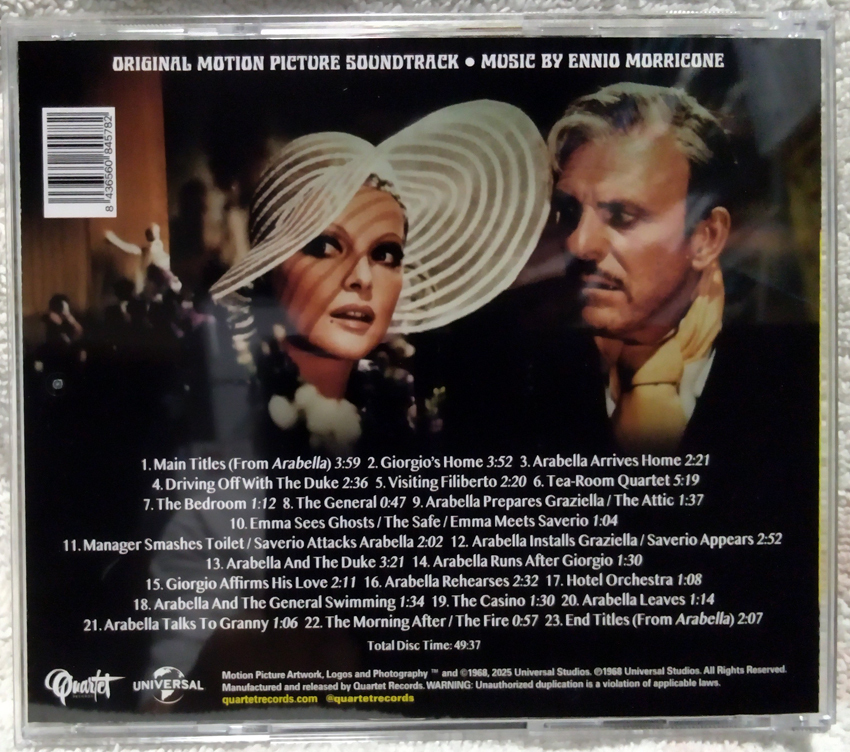 ORIGINAL MOTION PICTURE SOUNDTRACK • MUSIC BY ENNIO MORRICONE
8 436560 845782
1. Main Titles (From Arabella) 3:59 2. Giorgio's Home 3:52 3. Arabella Arrives Home 2:21
4. Driving Off With The Duke 2:36 5. Visiting Filiberto 2:20 6. Tea-Room Quartet 5:19
7. The Bedroom 1:12 8. The General 0:47 9. Arabella Prepares Graziella / The Attic 1:37
10. Emma Sees Ghosts / The Safe / Emma Meets Saverio 1:04
11. Manager Smashes Toilet / Saverio Attacks Arabella 2:02 12. Arabella Installs Graziella / Saverio Appears 2:52
13. Arabella And The Duke 3:21 14. Arabella Runs After Giorgio 1:30
15. Giorgio Affirms His Love 2:11 16. Arabella Rehearses 2:32 17. Hotel Orchestra 1:08
18. Arabella And The General Swimming 1:34 19. The Casino 1:30 20. Arabella Leaves 1:14
21. Arabella Talks To Granny 1:06 22. The Morning After / The Fire 0:57 23. End Titles (From Arabella) 2:07
Total Disc Time: 49:37
Quartet
RECORDS
UNIVERSAL
Motion Picture Artwork, Logos and Photography ™ and ©1968, 2025 Universal Studios. ℗1968 Universal Studios. All Rights Reserved.
Manufactured and released by Quartet Records. WARNING: Unauthorized duplication is a violation of applicable laws.
quartetrecords.com @quartetrecords